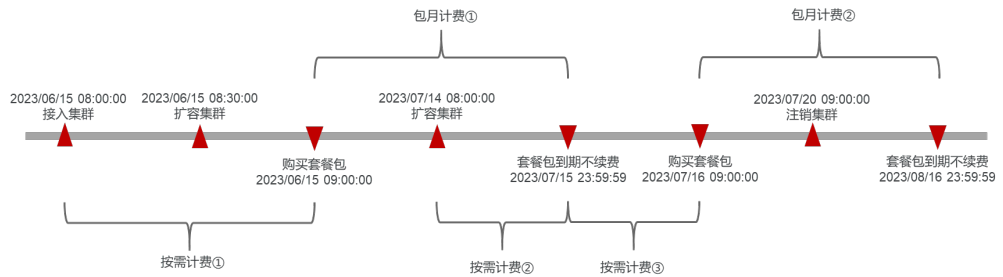 包月计费①
包月计费②
2023/06/15 08:00:00
接入集群
2023/06/15 08:30:00
扩容集群
2023/07/14 08:00:00
扩容集群
2023/07/20 09:00:00
注销集群
购买套餐包
2023/06/15 09:00:00
套餐包到期不续费
2023/07/15 23:59:59
购买套餐包
2023/07/16 09:00:00
套餐包到期不续费
2023/08/16 23:59:59
按需计费①
按需计费②
按需计费③